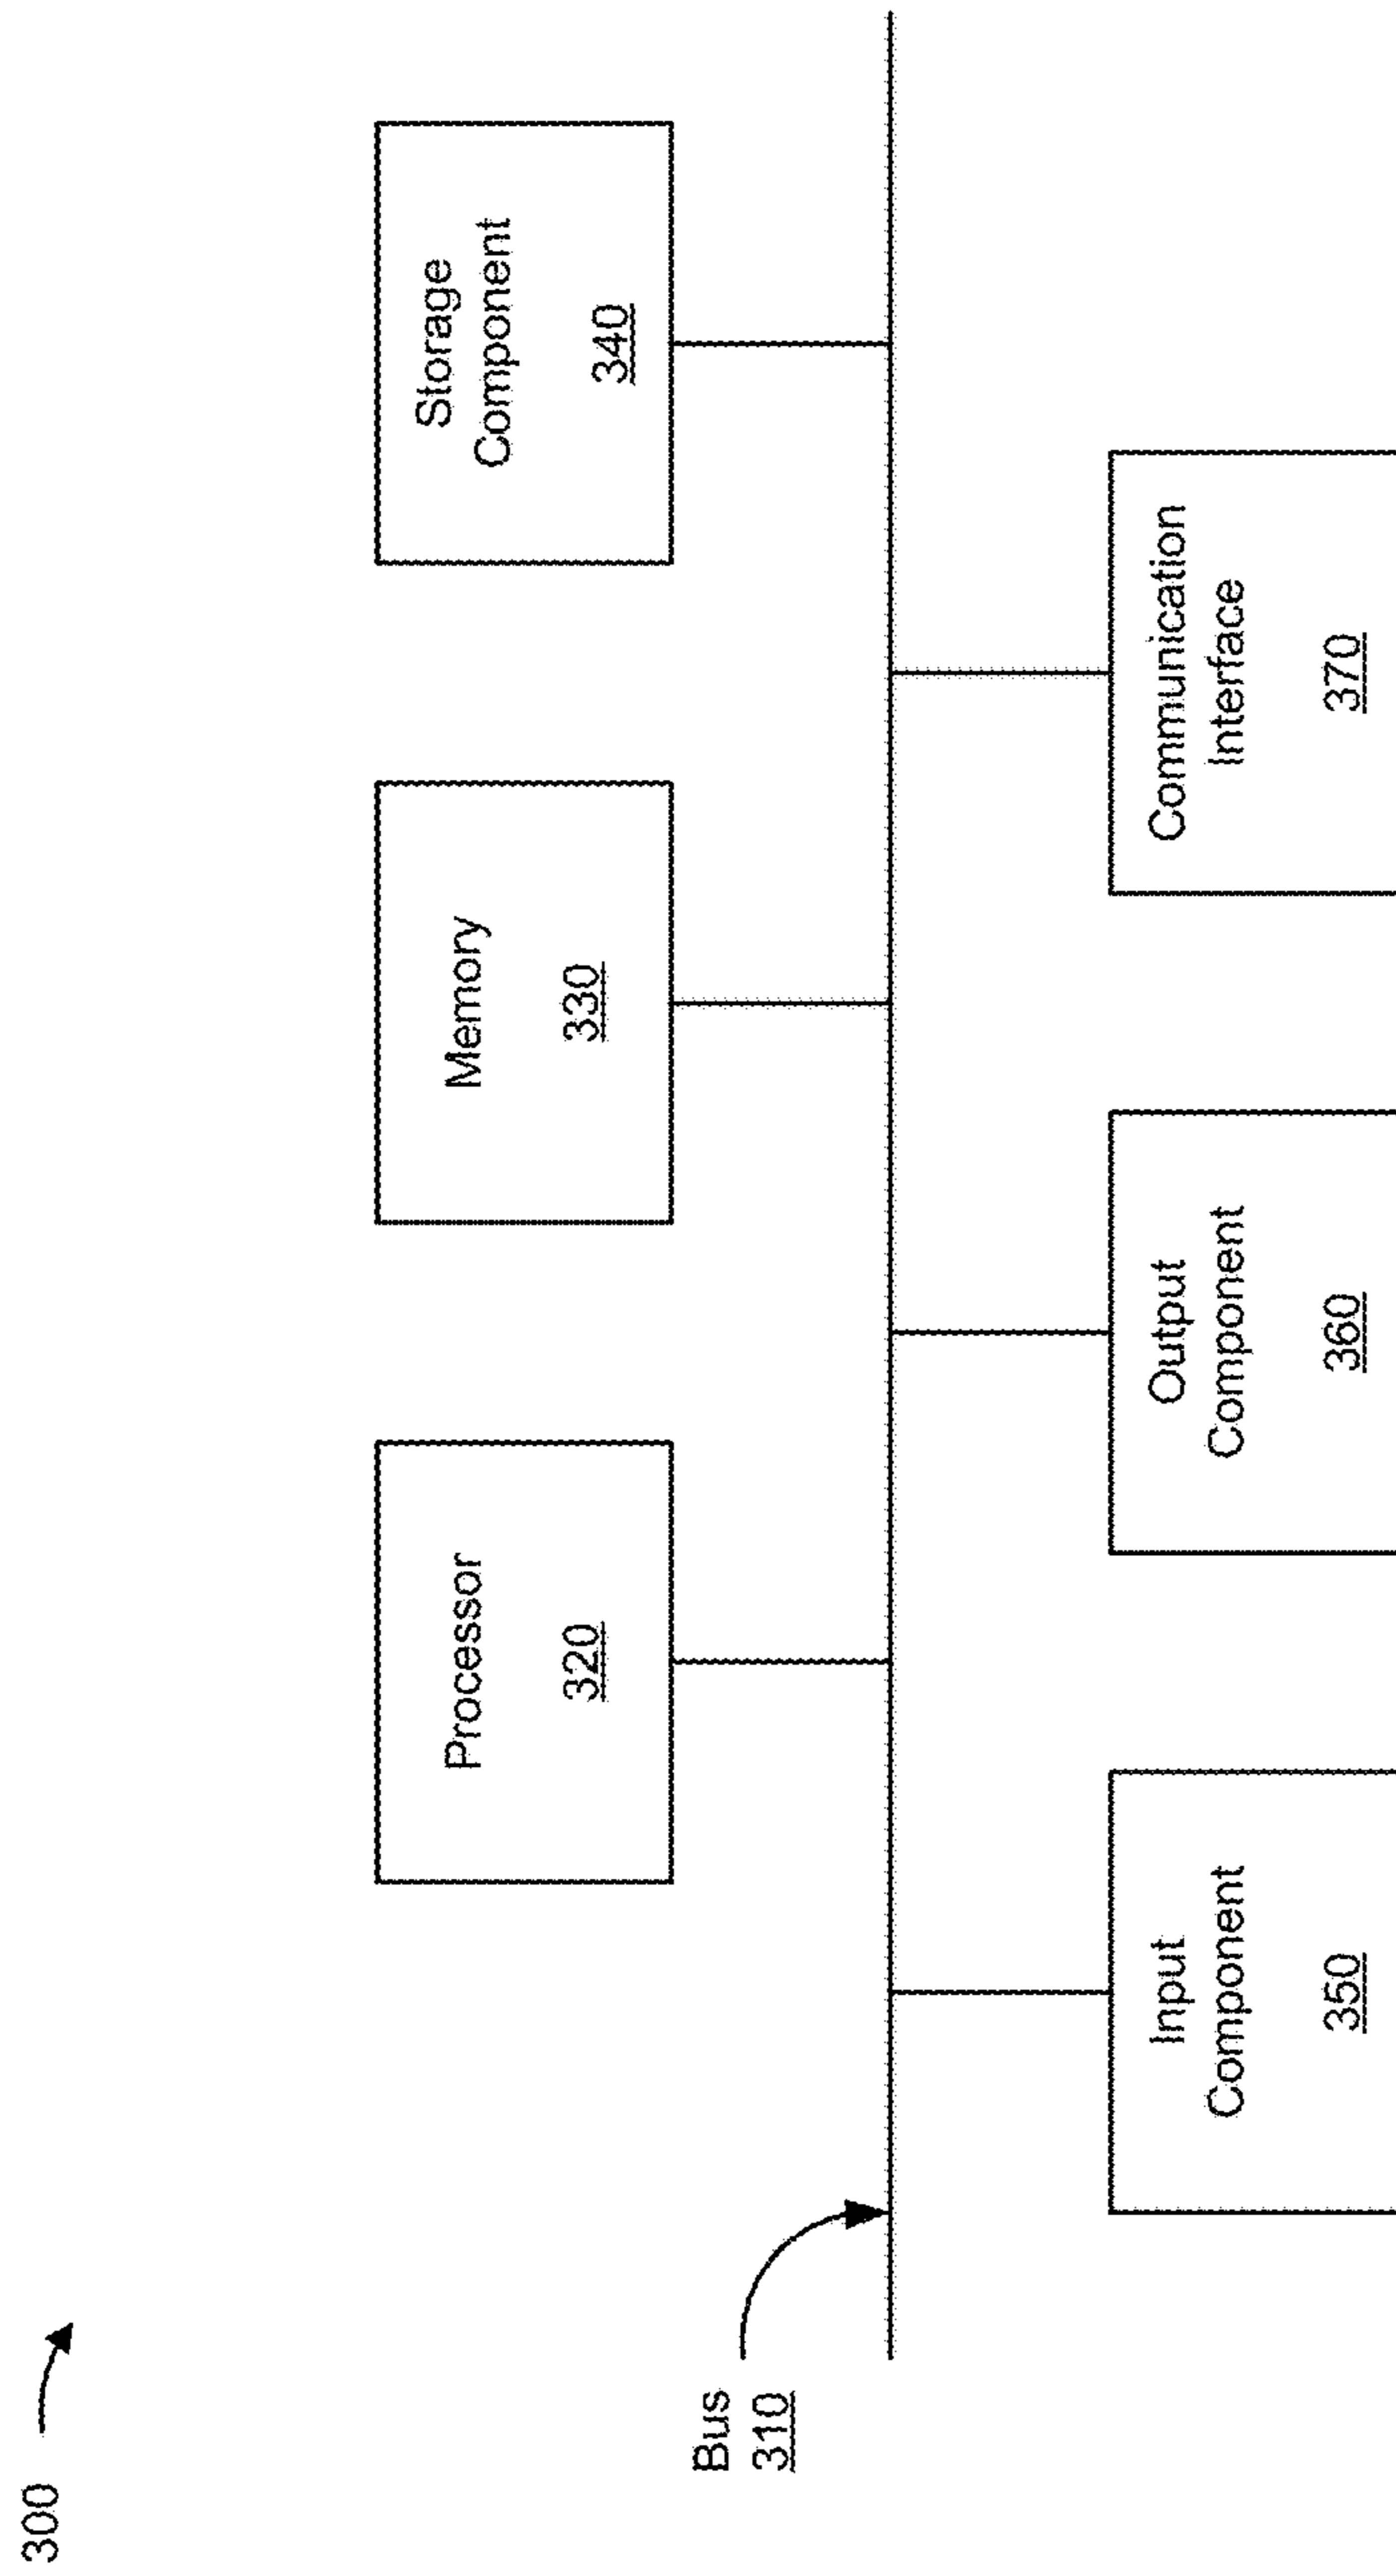 300
Processor
320
Memory
330
Storage
Component
340
Bus
310
Input
Component
350
Output
Component
360
Communication
Interface
370